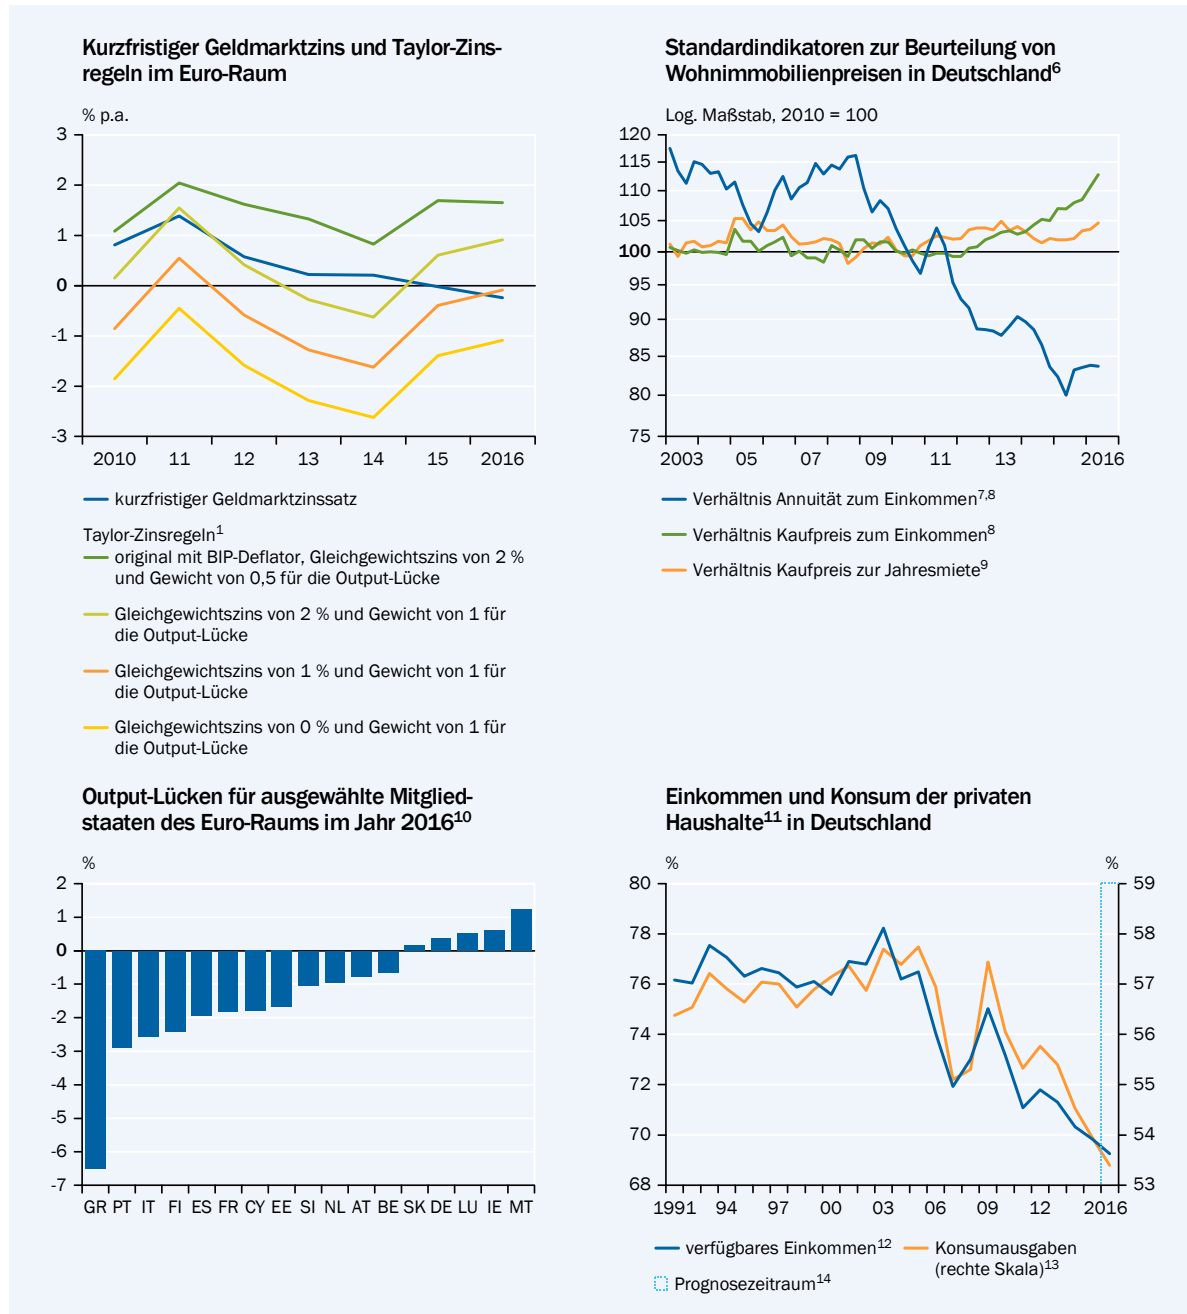 Kurzfristiger Geldmarktzins und Taylor-Zins-
regeln im Euro-Raum
% p.a.
3
2
1
0
-1
-2
-3
2010 11 12 13 14 15 2016
kurzfristiger Geldmarktzinssatz
Taylor-Zinsregeln1
original mit BIP-Deflator, Gleichgewichtszins von 2 %
und Gewicht von 0,5 für die Output-Lücke
Gleichgewichtszins von 2 % und Gewicht von 1 für
die Output-Lücke
Gleichgewichtszins von 1 % und Gewicht von 1 für
die Output-Lücke
Gleichgewichtszins von 0 % und Gewicht von 1 für
die Output-Lücke
Standardindikatoren zur Beurteilung von
Wohnimmobilienpreisen in Deutschland6
Log. Maßstab, 2010 = 100
120
115
110
105
100
95
90
85
80
75
2003 05 07 09 11 13 2016
Verhältnis Annuität zum Einkommen7,8
Verhältnis Kaufpreis zum Einkommen8
Verhältnis Kaufpreis zur Jahresmiete9
Output-Lücken für ausgewählte Mitglied-
staaten des Euro-Raums im Jahr 201610
%
2
1
0
-1
-2
-3
-4
-5
-6
-7
GR PT IT FI ES FR CY EE SI NL AT BE SK DE LU IE MT
Einkommen und Konsum der privaten
Haushalte11 in Deutschland
% %
80 59
78 58
76 57
74 56
72 55
70 54
68 53
1991 94 97 00 03 06 09 12 2016
verfügbares Einkommen12 Konsumausgaben
(rechte Skala)13
Prognosezeitraum14